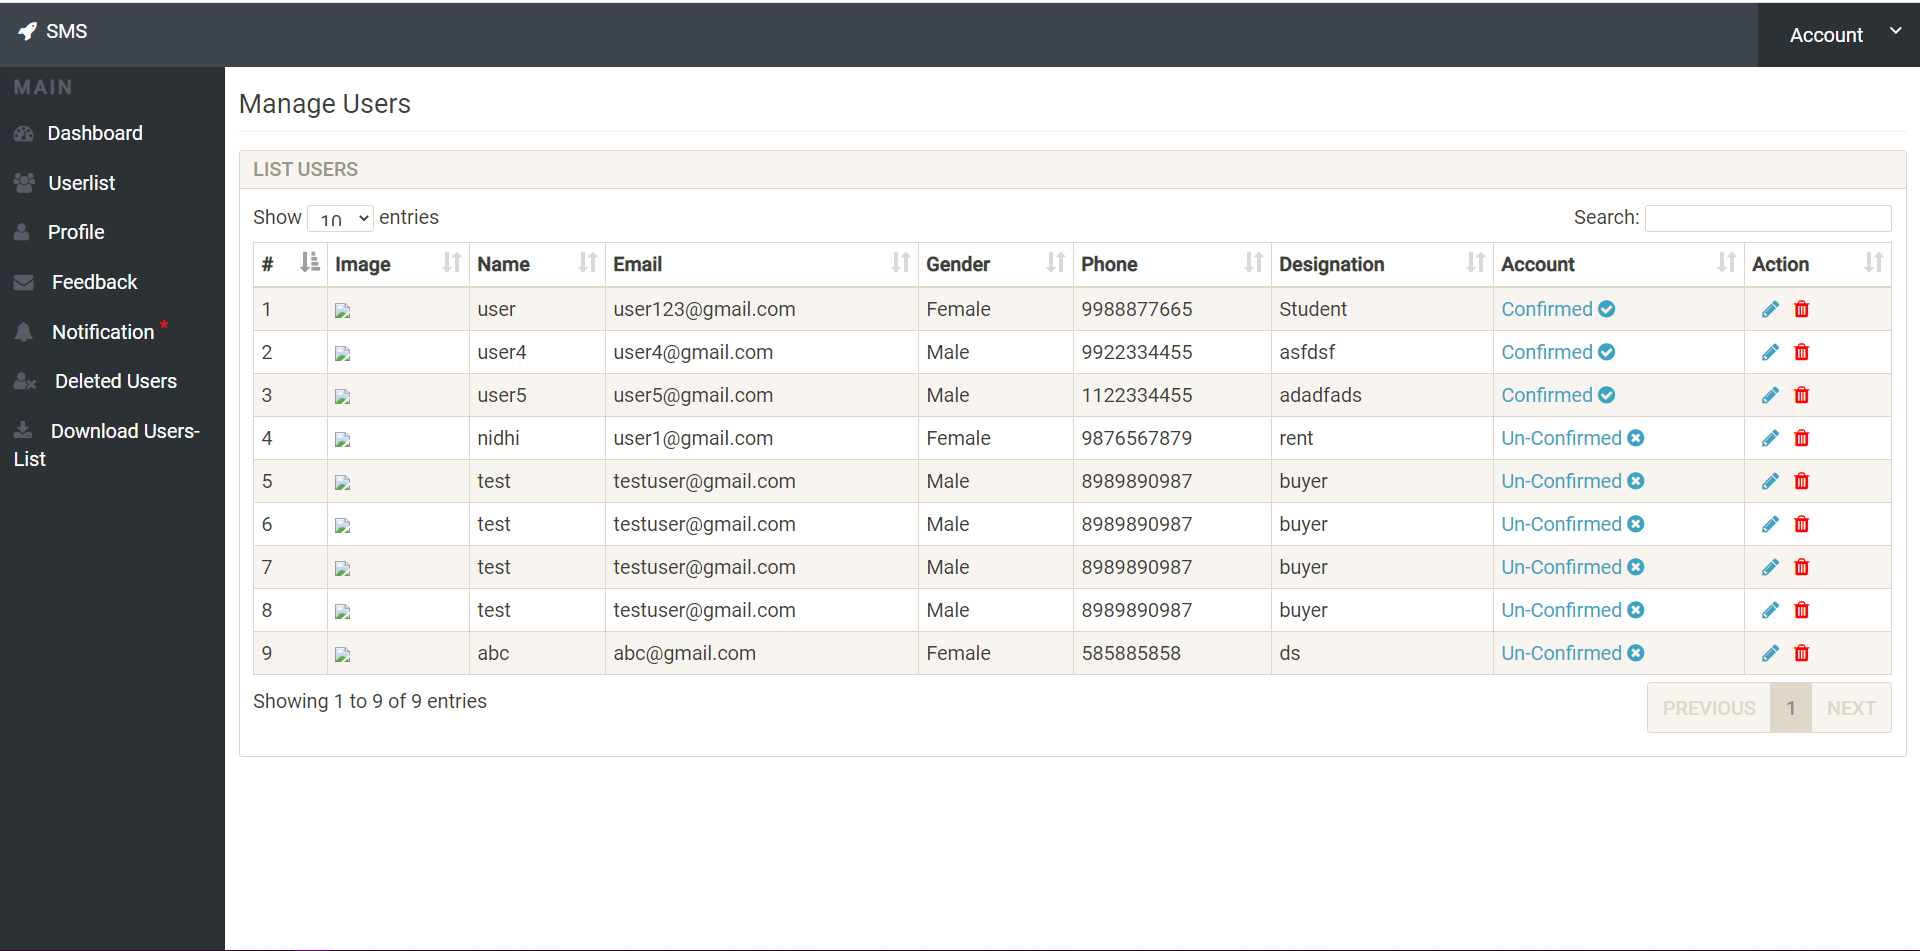 SMS
Account
MAIN
Dashboard
Userlist
Profile
Feedback
Notification *
Deleted Users
Download Users-
List
Manage Users
LIST USERS
Show 10 entries
Search:
# Image Name Email Gender Phone Designation Account Action
1 user user123@gmail.com Female 9988877665 Student Confirmed
2 user4 user4@gmail.com Male 9922334455 asfdsf Confirmed
3 user5 user5@gmail.com Male 1122334455 adadfads Confirmed
4 nidhi user1@gmail.com Female 9876567879 rent Un-Confirmed
5 test testuser@gmail.com Male 8989890987 buyer Un-Confirmed
6 test testuser@gmail.com Male 8989890987 buyer Un-Confirmed
7 test testuser@gmail.com Male 8989890987 buyer Un-Confirmed
8 test testuser@gmail.com Male 8989890987 buyer Un-Confirmed
9 abc abc@gmail.com Female 585885858 ds Un-Confirmed
Showing 1 to 9 of 9 entries
PREVIOUS 1 NEXT